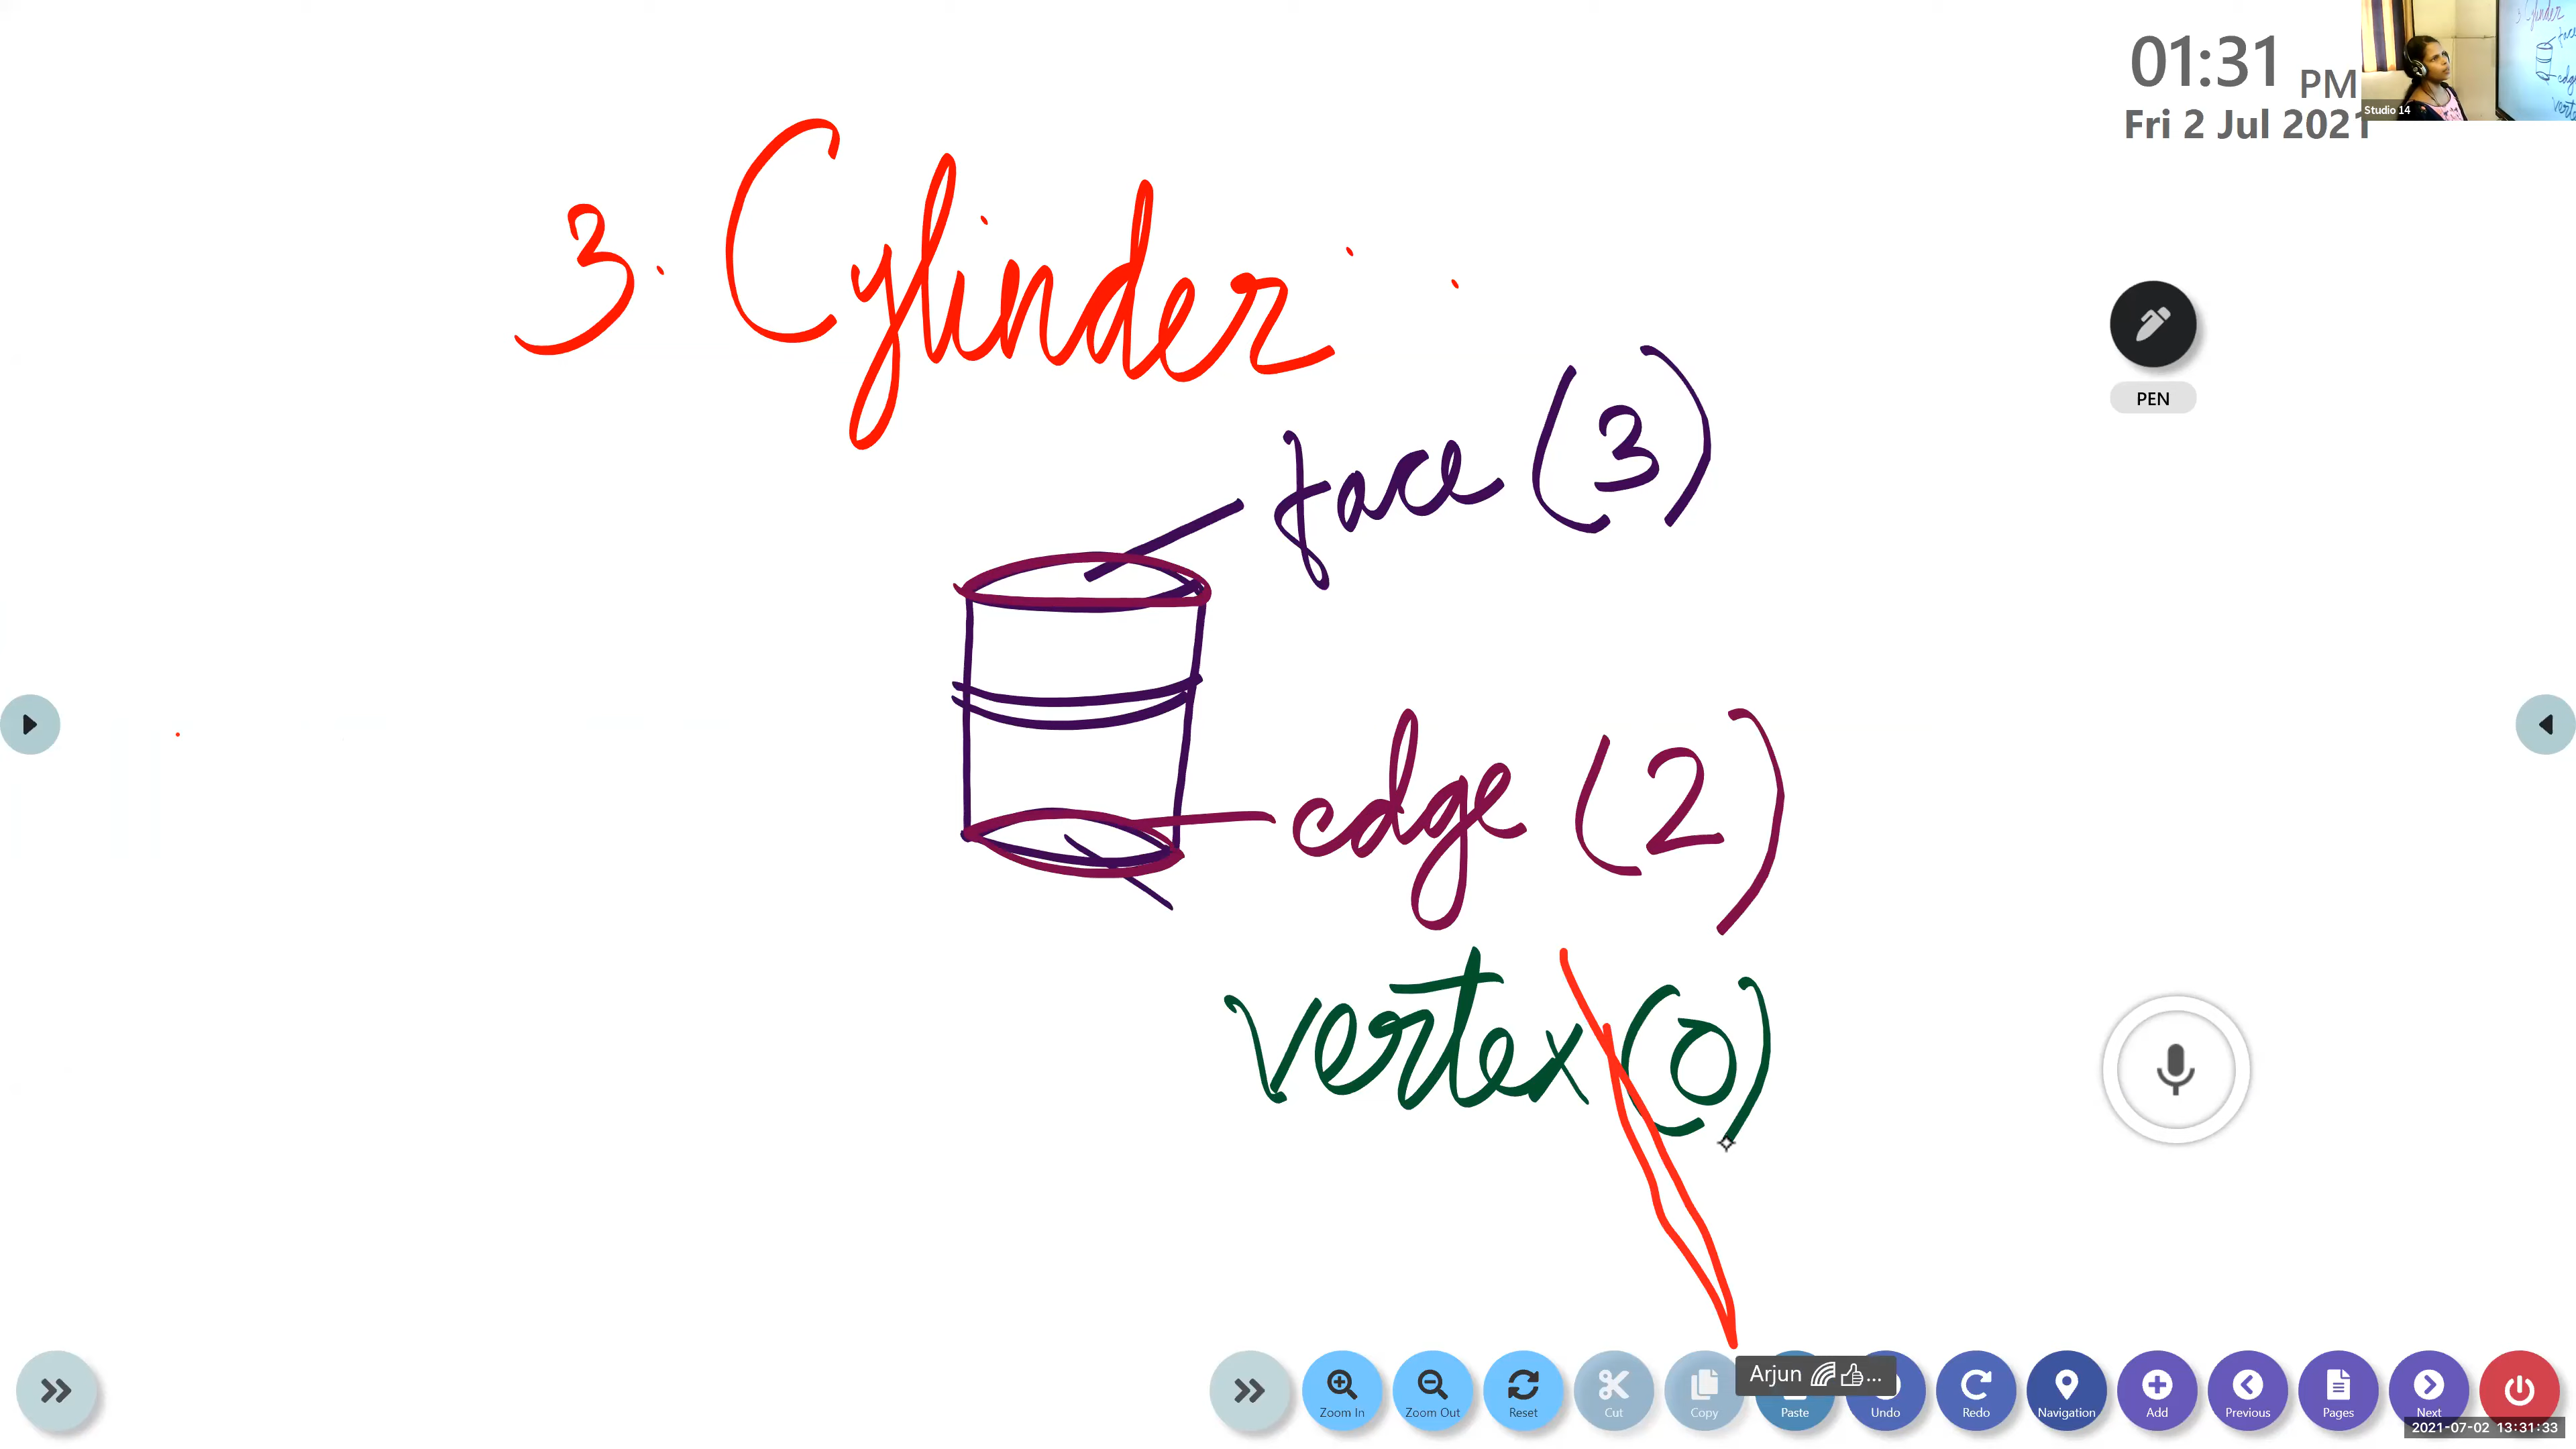 01:31 PM
Fri 2 Jul 2021
Studio 14
3. Cylinder
face (3)
PEN
edge (2)
vertex (0)
Arjun
Zoom In
Zoom Out
Reset
Cut
Copy
Paste
Undo
Redo
Navigation
Add
Previous
Pages
Next
2021-07-02 13:31:33